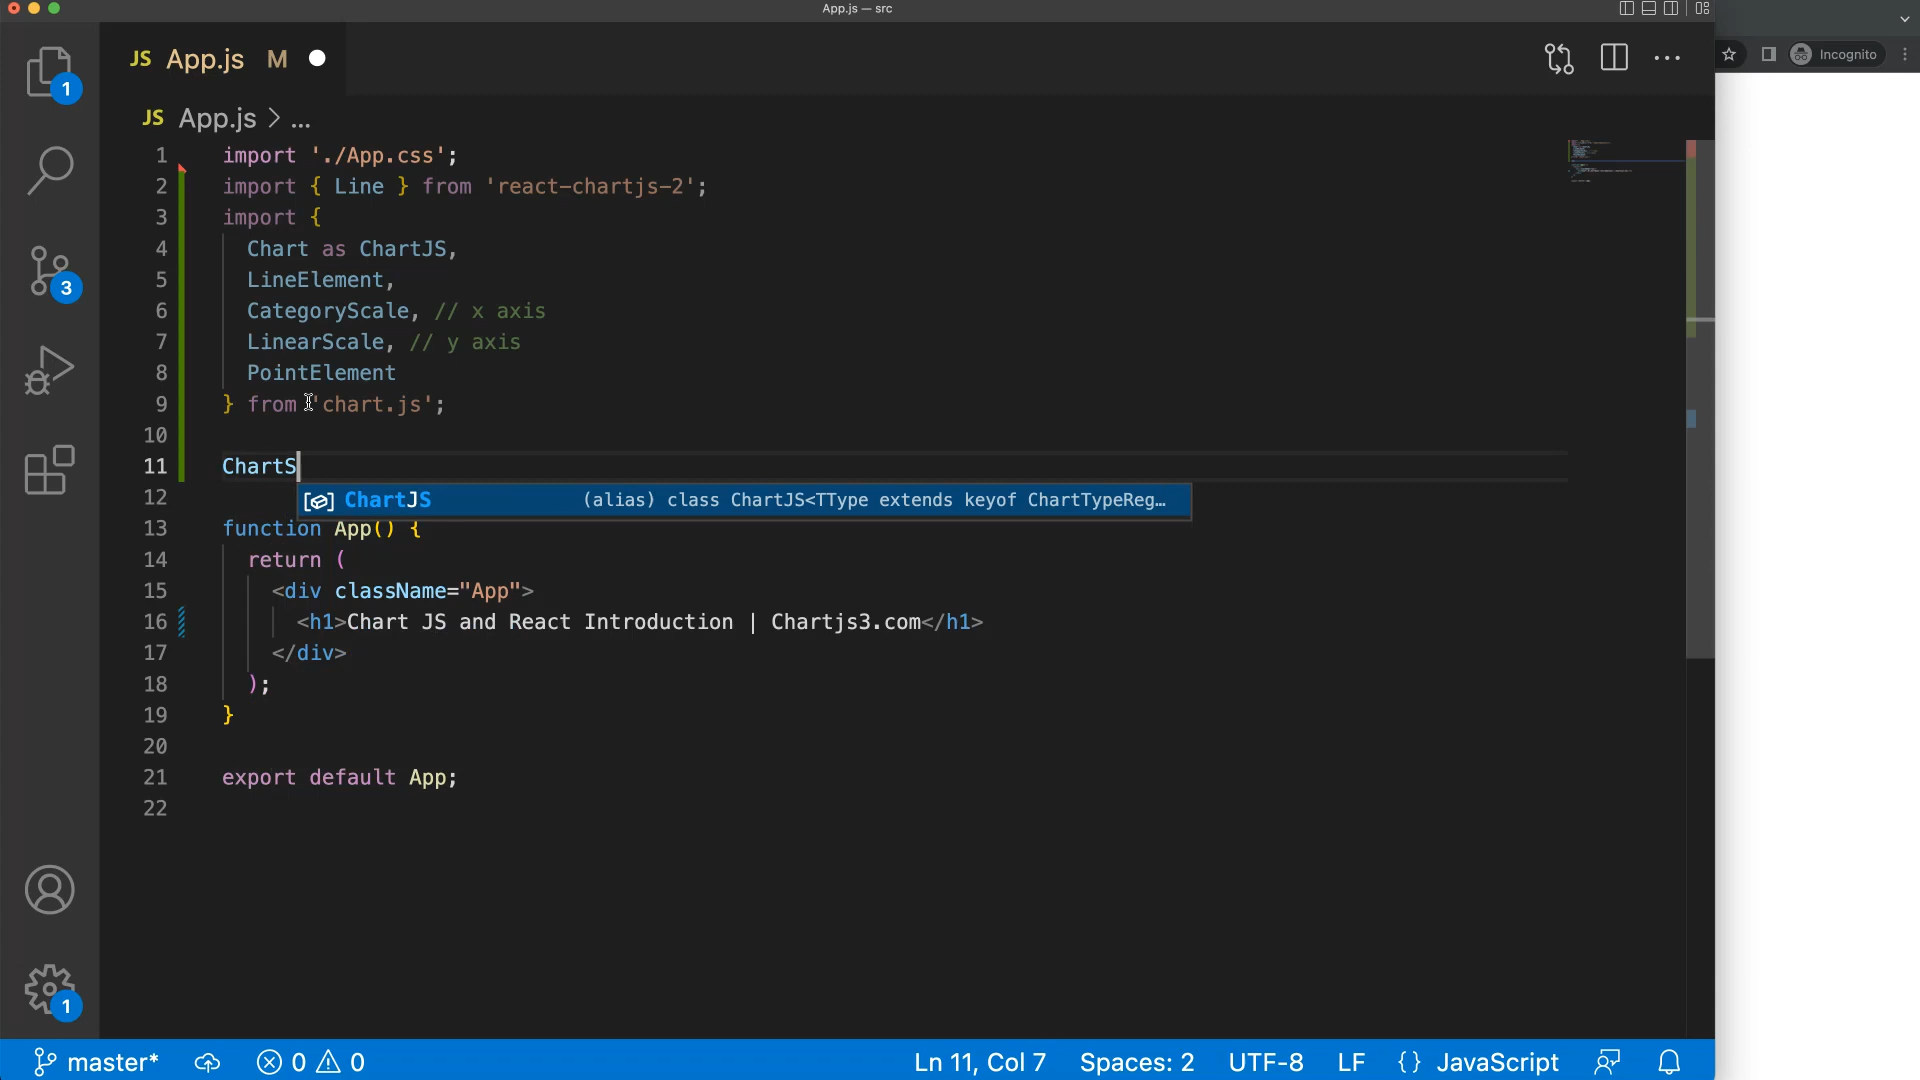 App.js — src
JS App.js M
Incognito
JS App.js > ...
1 import './App.css';
2 import { Line } from 'react-chartjs-2';
3 import {
4 Chart as ChartJS,
5 LineElement,
6 CategoryScale, // x axis
7 LinearScale, // y axis
8 PointElement
9 } from 'chart.js';
10
11 ChartS
ChartJS (alias) class ChartJS<TType extends keyof ChartTypeReg…
12
13 function App() {
14 return (
15 <div className="App">
16 <h1>Chart JS and React Introduction | Chartjs3.com</h1>
17 </div>
18 );
19 }
20
21 export default App;
22
1
3
1
master* 0 0 Ln 11, Col 7 Spaces: 2 UTF-8 LF {} JavaScript